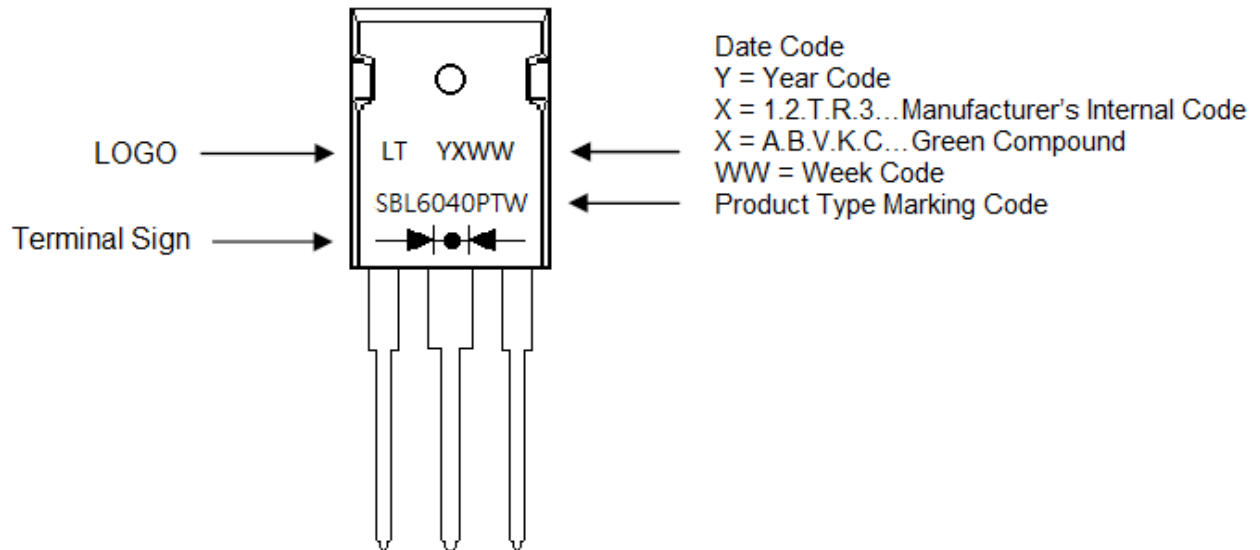 LOGO
Terminal Sign
LT YXWW
SBL6040PTW
Date Code
Y = Year Code
X = 1.2.T.R.3...Manufacturer's Internal Code
X = A.B.V.K.C...Green Compound
WW = Week Code
Product Type Marking Code